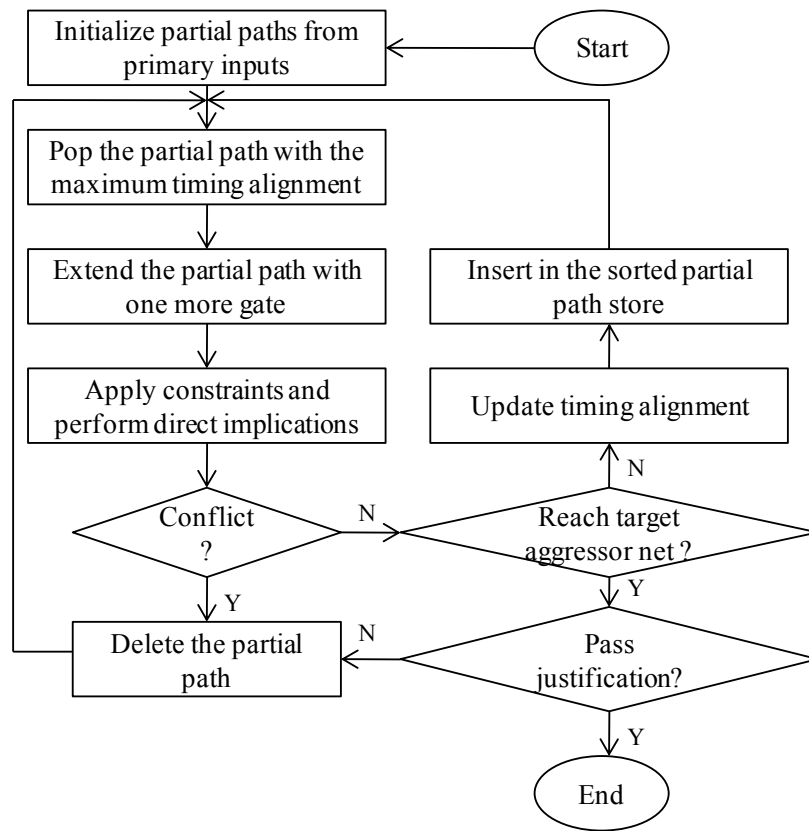 Initialize partial paths from
primary inputs
Start
Pop the partial path with the
maximum timing alignment
Extend the partial path with
one more gate
Insert in the sorted partial
path store
Apply constraints and
perform direct implications
Update timing alignment
N
Conflict
?
N
Reach target
aggressor net ?
Y
Y
Delete the partial
path
N
Pass
justification?
Y
End